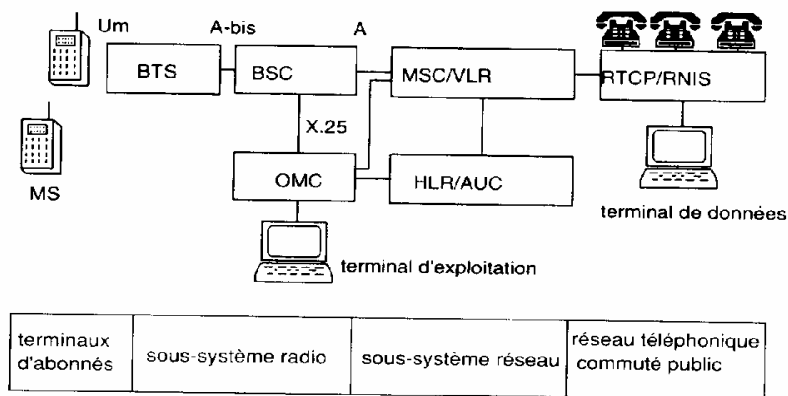 Um
A-bis
A
BTS
BSC
MSC/VLR
RTCP/RNIS
X.25
MS
OMC
HLR/AUC
terminal de données
terminal d'exploitation
terminaux
d'abonnés
sous-système radio
sous-système réseau
réseau téléphonique
commuté public